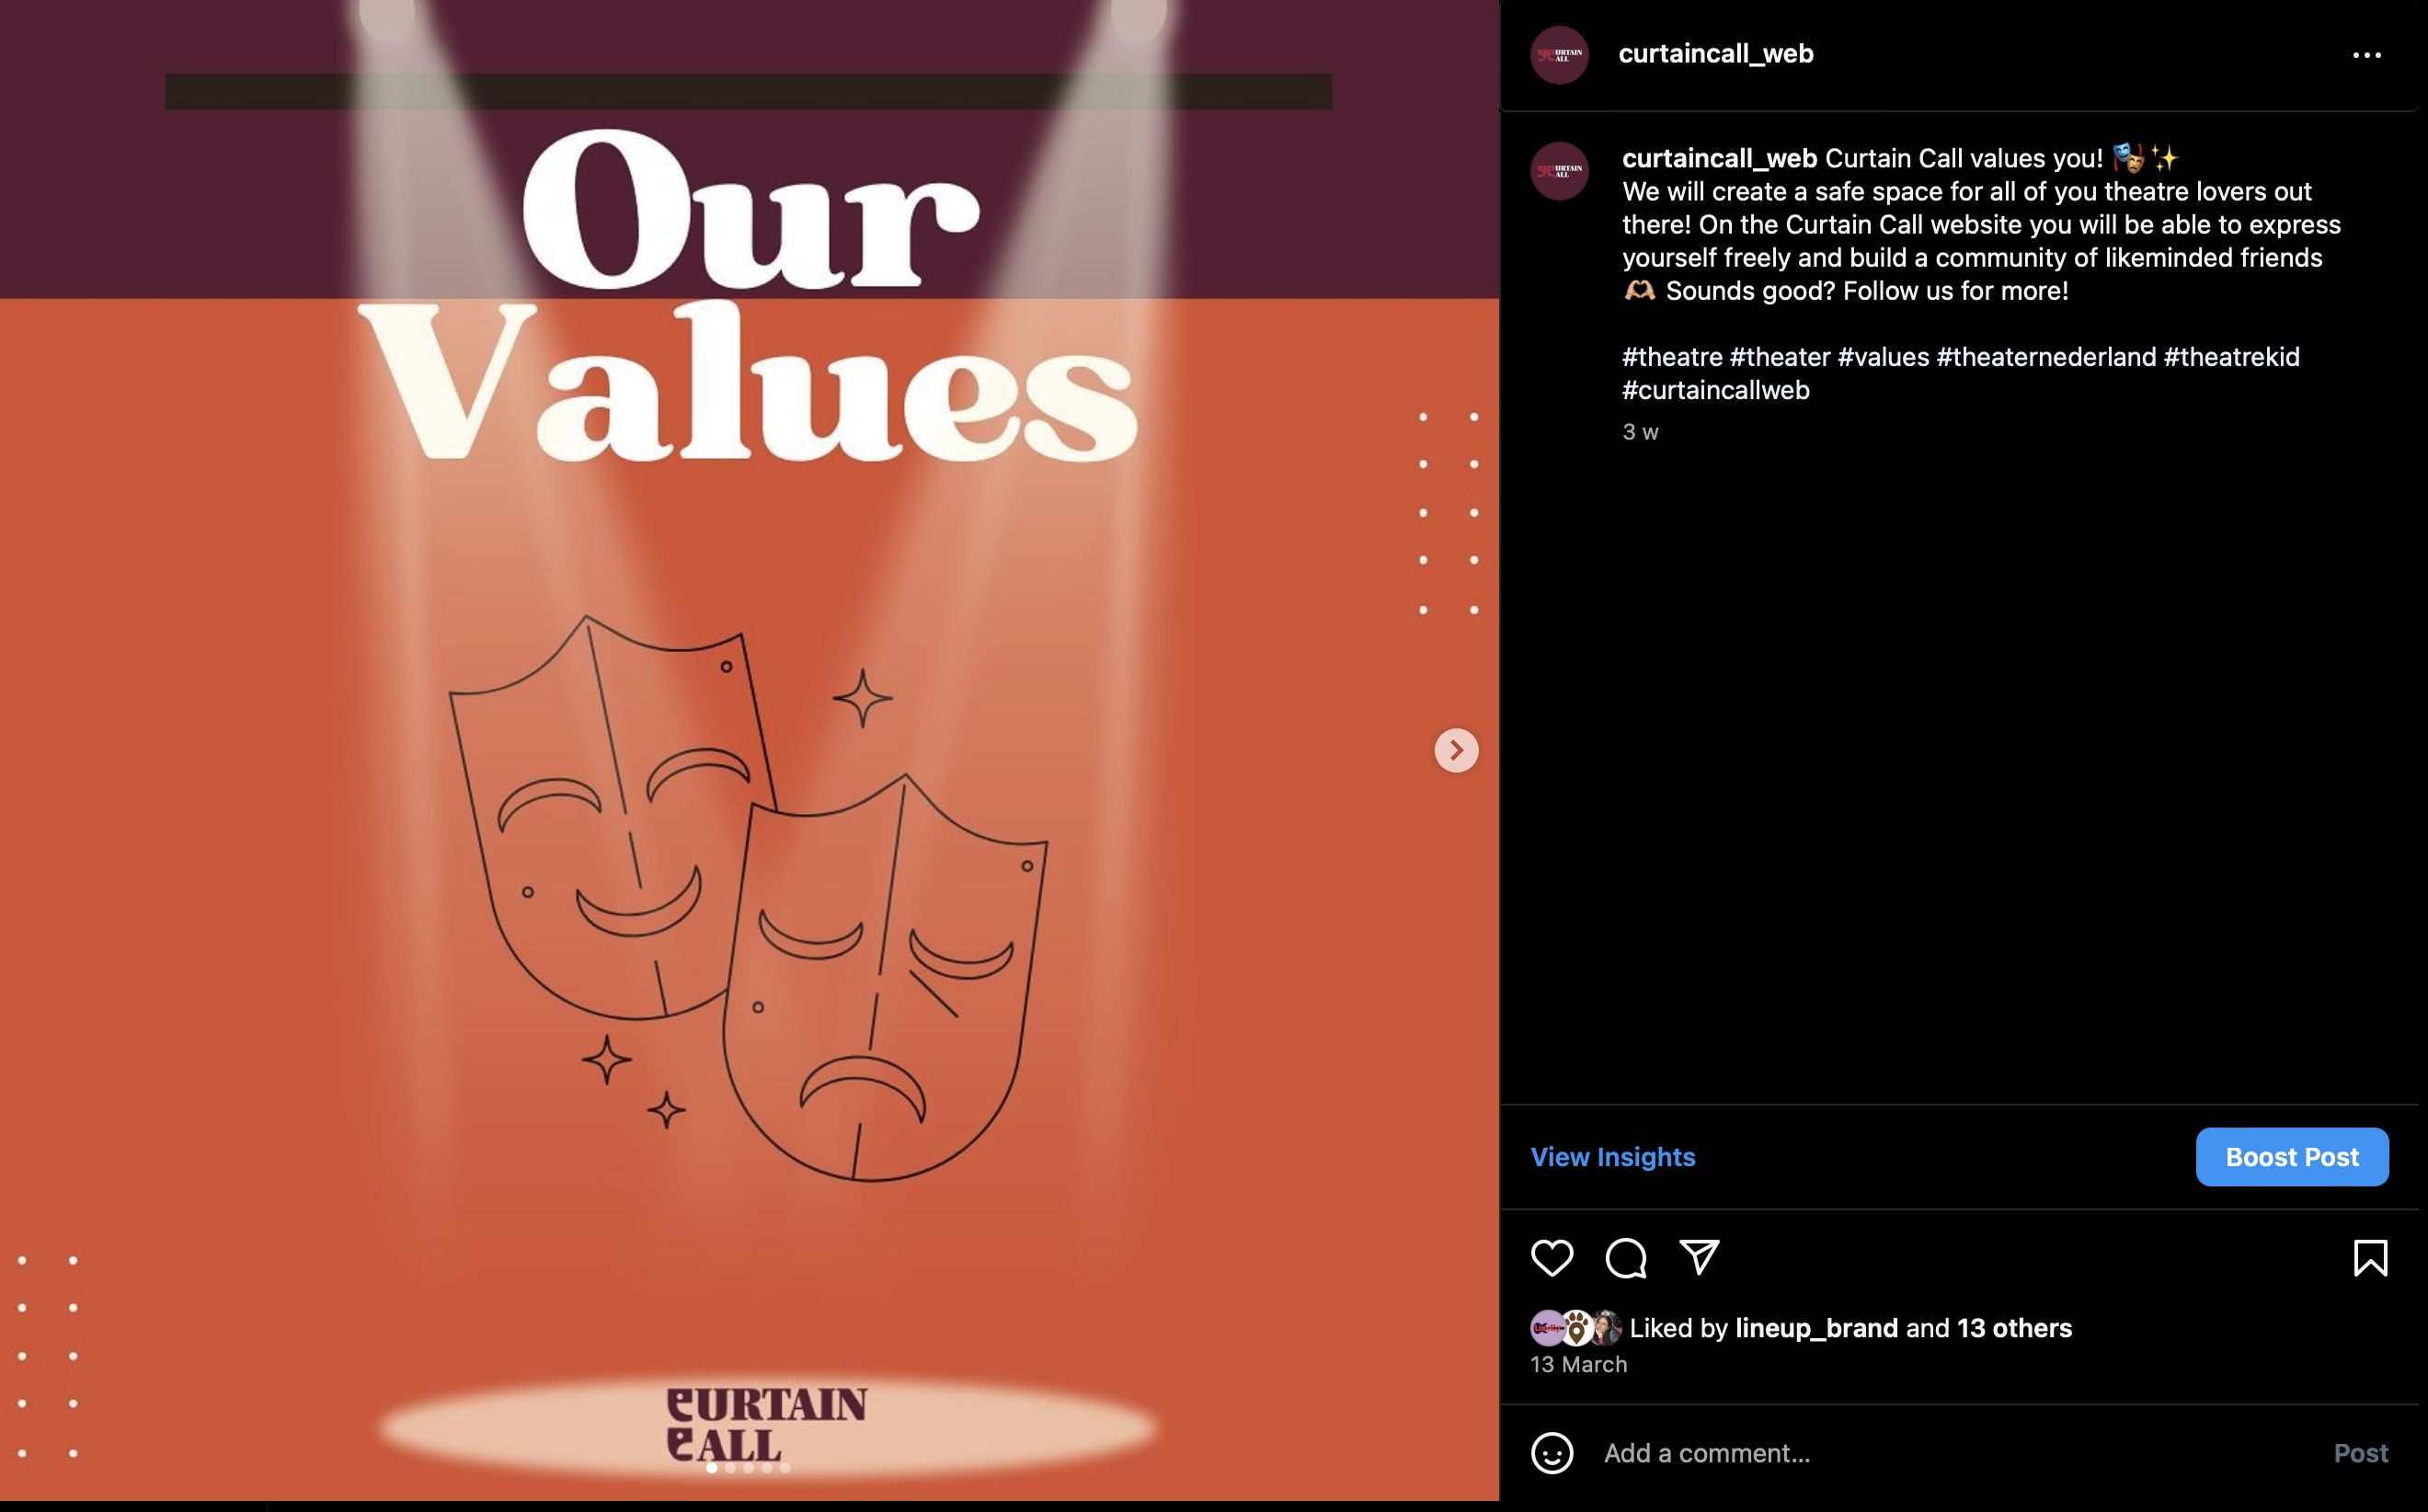 Our
Values
CURTAIN
CALL
curtaincall_web
curtaincall_web Curtain Call values you! 🎭✨
We will create a safe space for all of you theatre lovers out
there! On the Curtain Call website you will be able to express
yourself freely and build a community of likeminded friends
🫶🏼 Sounds good? Follow us for more!
#theatre #theater #values #theaternederland #theatrekid
#curtaincallweb
3 w
View Insights
Boost Post
Liked by lineup_brand and 13 others
13 March
Add a comment...
Post